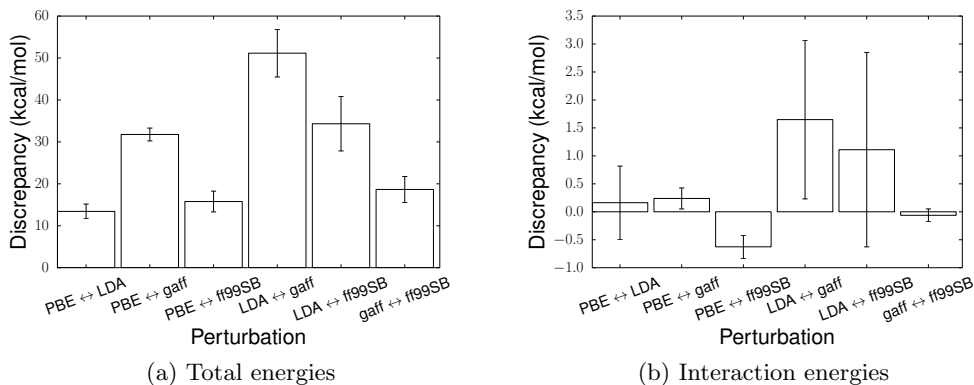 60
50
40
30
20
10
0
Discrepancy (kcal/mol)
PBE ↔ LDA
PBE ↔ gaff
PBE ↔ ff99SB
LDA ↔ gaff
LDA ↔ ff99SB
gaff ↔ ff99SB
Perturbation
(a) Total energies
3.5
3.0
2.5
2.0
1.5
1.0
0.5
0.0
−0.5
−1.0
Discrepancy (kcal/mol)
PBE ↔ LDA
PBE ↔ gaff
PBE ↔ ff99SB
LDA ↔ gaff
LDA ↔ ff99SB
gaff ↔ ff99SB
Perturbation
(b) Interaction energies